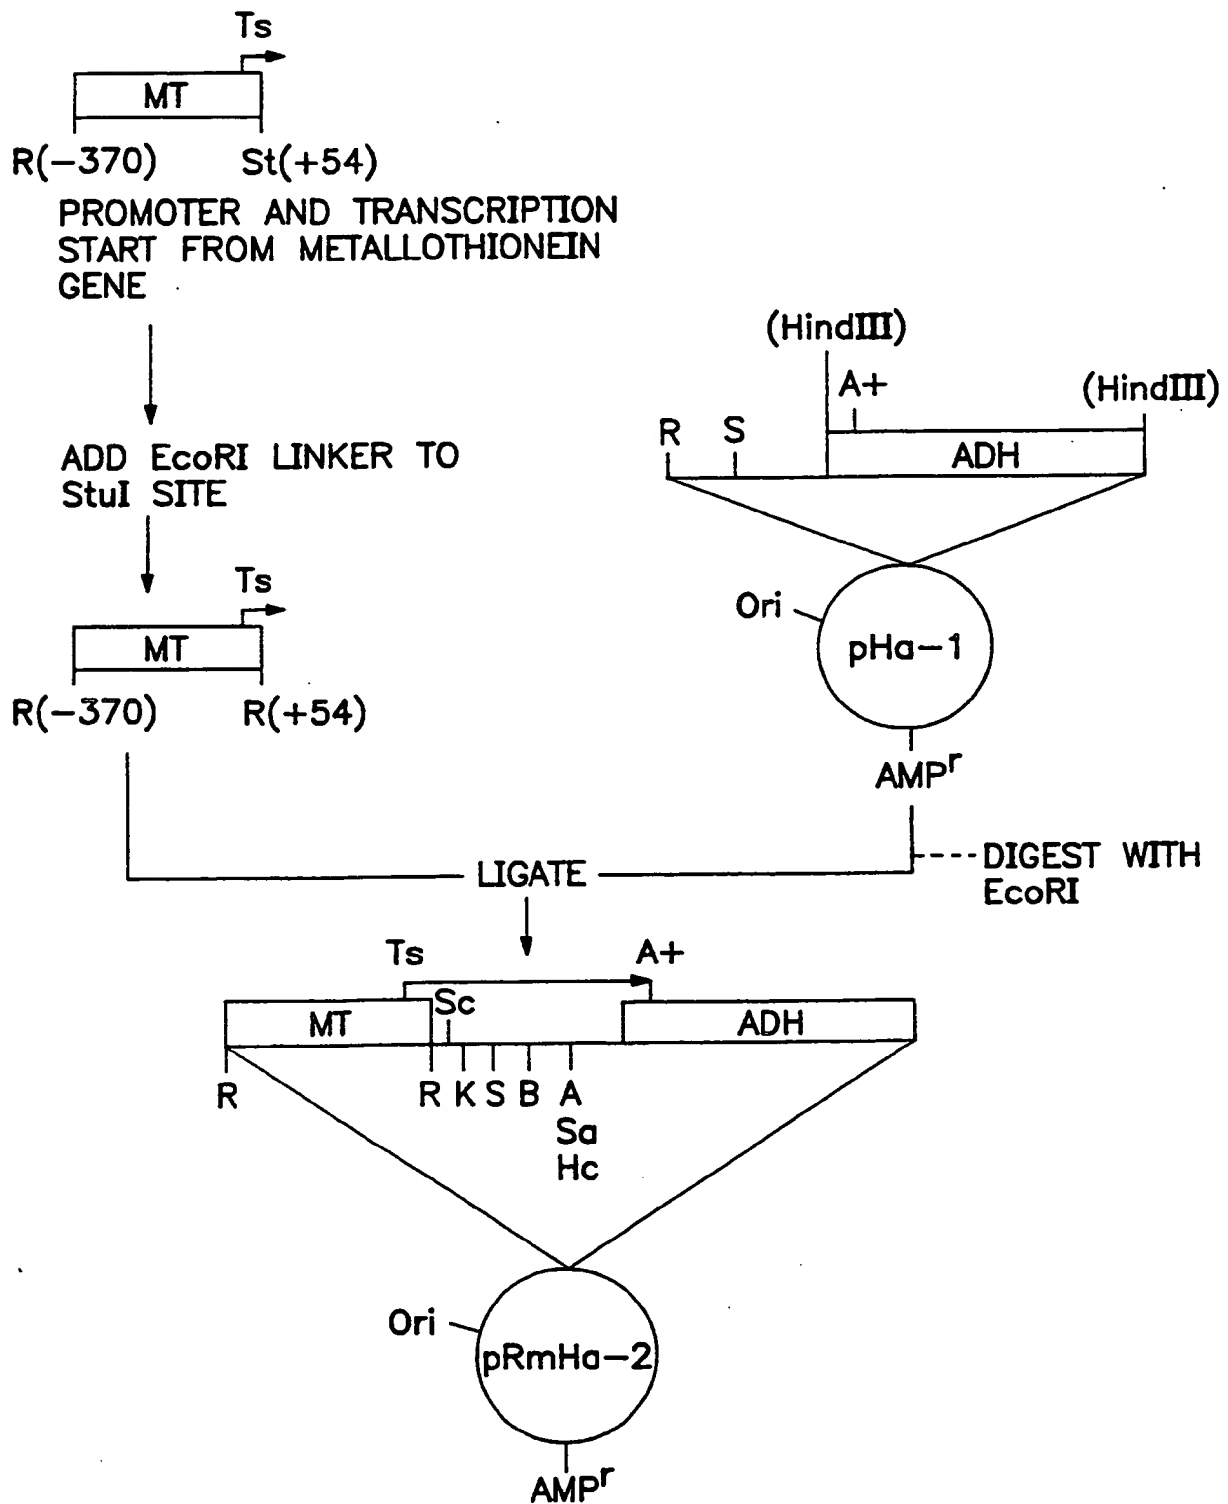 Ts
MT
R(-370) St(+54)
PROMOTER AND TRANSCRIPTION
START FROM METALLOTHIONEIN
GENE
ADD EcoRI LINKER TO
StuI SITE
Ts
MT
R(-370) R(+54)
(HindIII)
A+
(HindIII)
R S
ADH
Ori
pHa-1
AMPr
DIGEST WITH
EcoRI
LIGATE
Ts A+
Sc
MT ADH
R R K S B A
Sa
Hc
Ori
pRmHa-2
AMPr